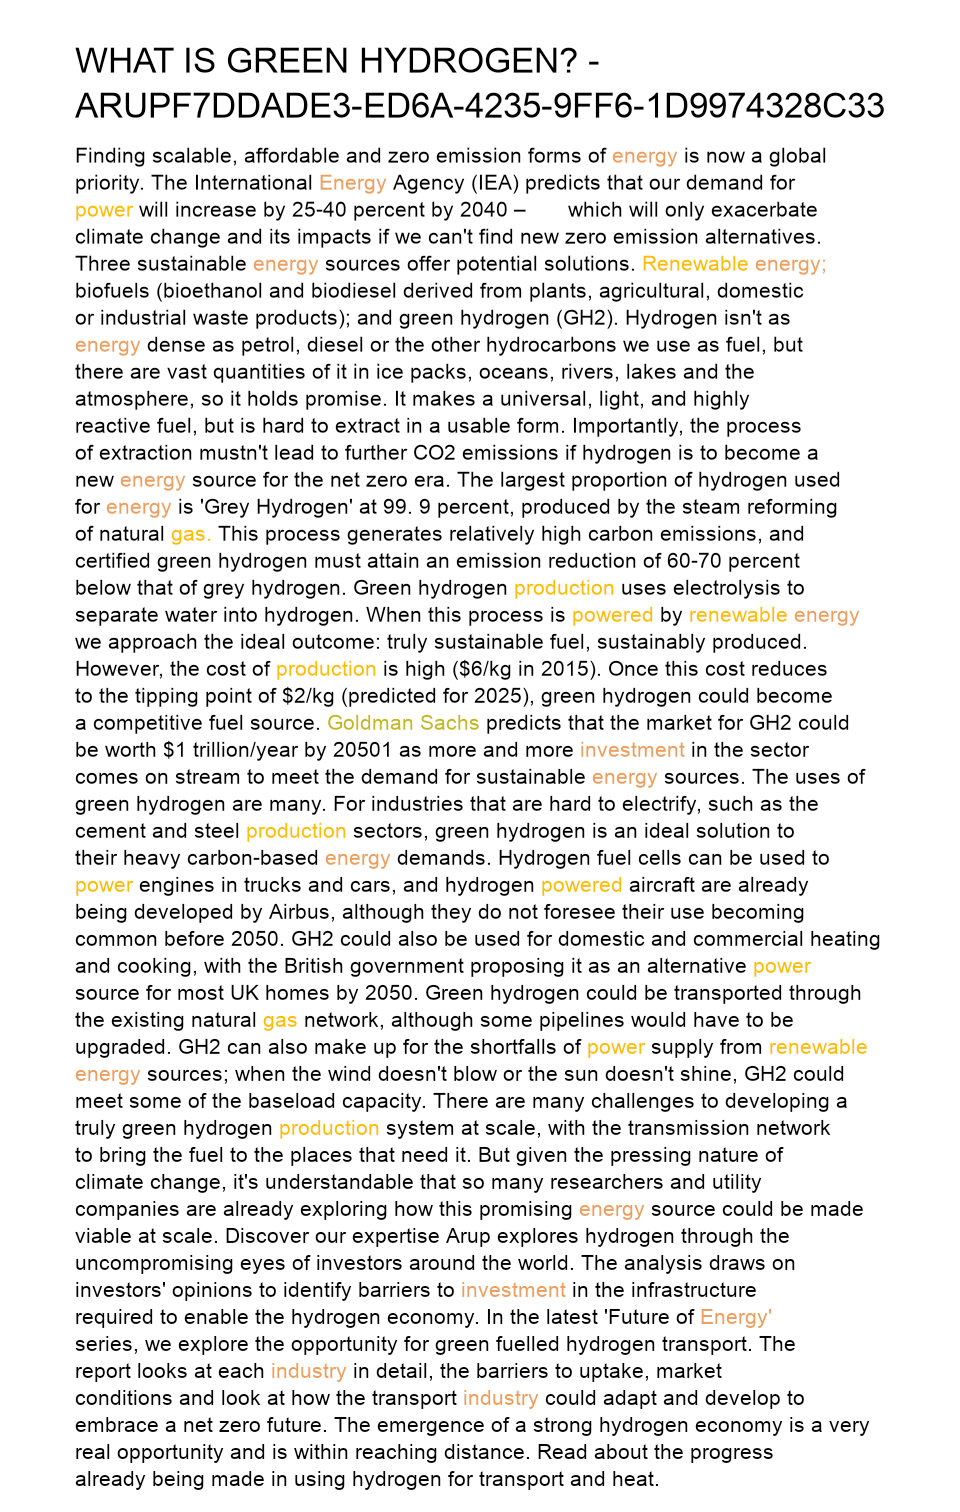 WHAT IS GREEN HYDROGEN? -
ARUPF7DDADE3-ED6A-4235-9FF6-1D9974328C33
Finding scalable, affordable and zero emission forms of energy is now a global
priority. The International Energy Agency (IEA) predicts that our demand for
power will increase by 25-40 percent by 2040 – which will only exacerbate
climate change and its impacts if we can't find new zero emission alternatives.
Three sustainable energy sources offer potential solutions. Renewable energy;
biofuels (bioethanol and biodiesel derived from plants, agricultural, domestic
or industrial waste products); and green hydrogen (GH2). Hydrogen isn't as
energy dense as petrol, diesel or the other hydrocarbons we use as fuel, but
there are vast quantities of it in ice packs, oceans, rivers, lakes and the
atmosphere, so it holds promise. It makes a universal, light, and highly
reactive fuel, but is hard to extract in a usable form. Importantly, the process
of extraction mustn't lead to further CO2 emissions if hydrogen is to become a
new energy source for the net zero era. The largest proportion of hydrogen used
for energy is 'Grey Hydrogen' at 99. 9 percent, produced by the steam reforming
of natural gas. This process generates relatively high carbon emissions, and
certified green hydrogen must attain an emission reduction of 60-70 percent
below that of grey hydrogen. Green hydrogen production uses electrolysis to
separate water into hydrogen. When this process is powered by renewable energy
we approach the ideal outcome: truly sustainable fuel, sustainably produced.
However, the cost of production is high ($6/kg in 2015). Once this cost reduces
to the tipping point of $2/kg (predicted for 2025), green hydrogen could become
a competitive fuel source. Goldman Sachs predicts that the market for GH2 could
be worth $1 trillion/year by 20501 as more and more investment in the sector
comes on stream to meet the demand for sustainable energy sources. The uses of
green hydrogen are many. For industries that are hard to electrify, such as the
cement and steel production sectors, green hydrogen is an ideal solution to
their heavy carbon-based energy demands. Hydrogen fuel cells can be used to
power engines in trucks and cars, and hydrogen powered aircraft are already
being developed by Airbus, although they do not foresee their use becoming
common before 2050. GH2 could also be used for domestic and commercial heating
and cooking, with the British government proposing it as an alternative power
source for most UK homes by 2050. Green hydrogen could be transported through
the existing natural gas network, although some pipelines would have to be
upgraded. GH2 can also make up for the shortfalls of power supply from renewable
energy sources; when the wind doesn't blow or the sun doesn't shine, GH2 could
meet some of the baseload capacity. There are many challenges to developing a
truly green hydrogen production system at scale, with the transmission network
to bring the fuel to the places that need it. But given the pressing nature of
climate change, it's understandable that so many researchers and utility
companies are already exploring how this promising energy source could be made
viable at scale. Discover our expertise Arup explores hydrogen through the
uncompromising eyes of investors around the world. The analysis draws on
investors' opinions to identify barriers to investment in the infrastructure
required to enable the hydrogen economy. In the latest 'Future of Energy'
series, we explore the opportunity for green fuelled hydrogen transport. The
report looks at each industry in detail, the barriers to uptake, market
conditions and look at how the transport industry could adapt and develop to
embrace a net zero future. The emergence of a strong hydrogen economy is a very
real opportunity and is within reaching distance. Read about the progress
already being made in using hydrogen for transport and heat.